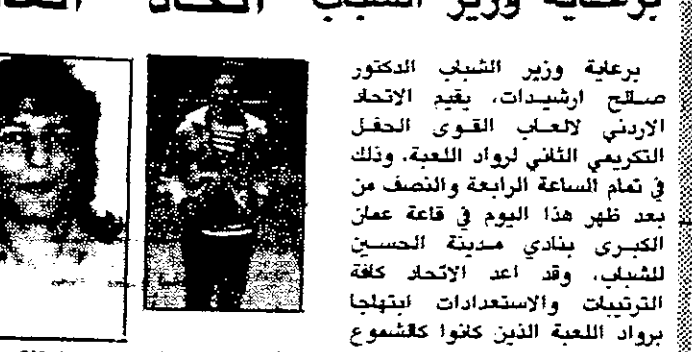 برعاية وزير الشباب اتحاد
برعاية وزير الشباب الدكتور
صالح ارشيدات، يقيم الاتحاد
الاردني لالعاب القوى الحفل
التكريمي الثاني لرواد اللعبة، وذلك
في تمام الساعة الرابعة والنصف من
بعد ظهر هذا اليوم في قاعة عمان
الكبرى بنادي مدينة الحسين
للشباب، وقد اعد الاتحاد كافة
الترتيبات والاستعدادات ابتهاجا
برواد اللعبة الذين كانوا كالشموع